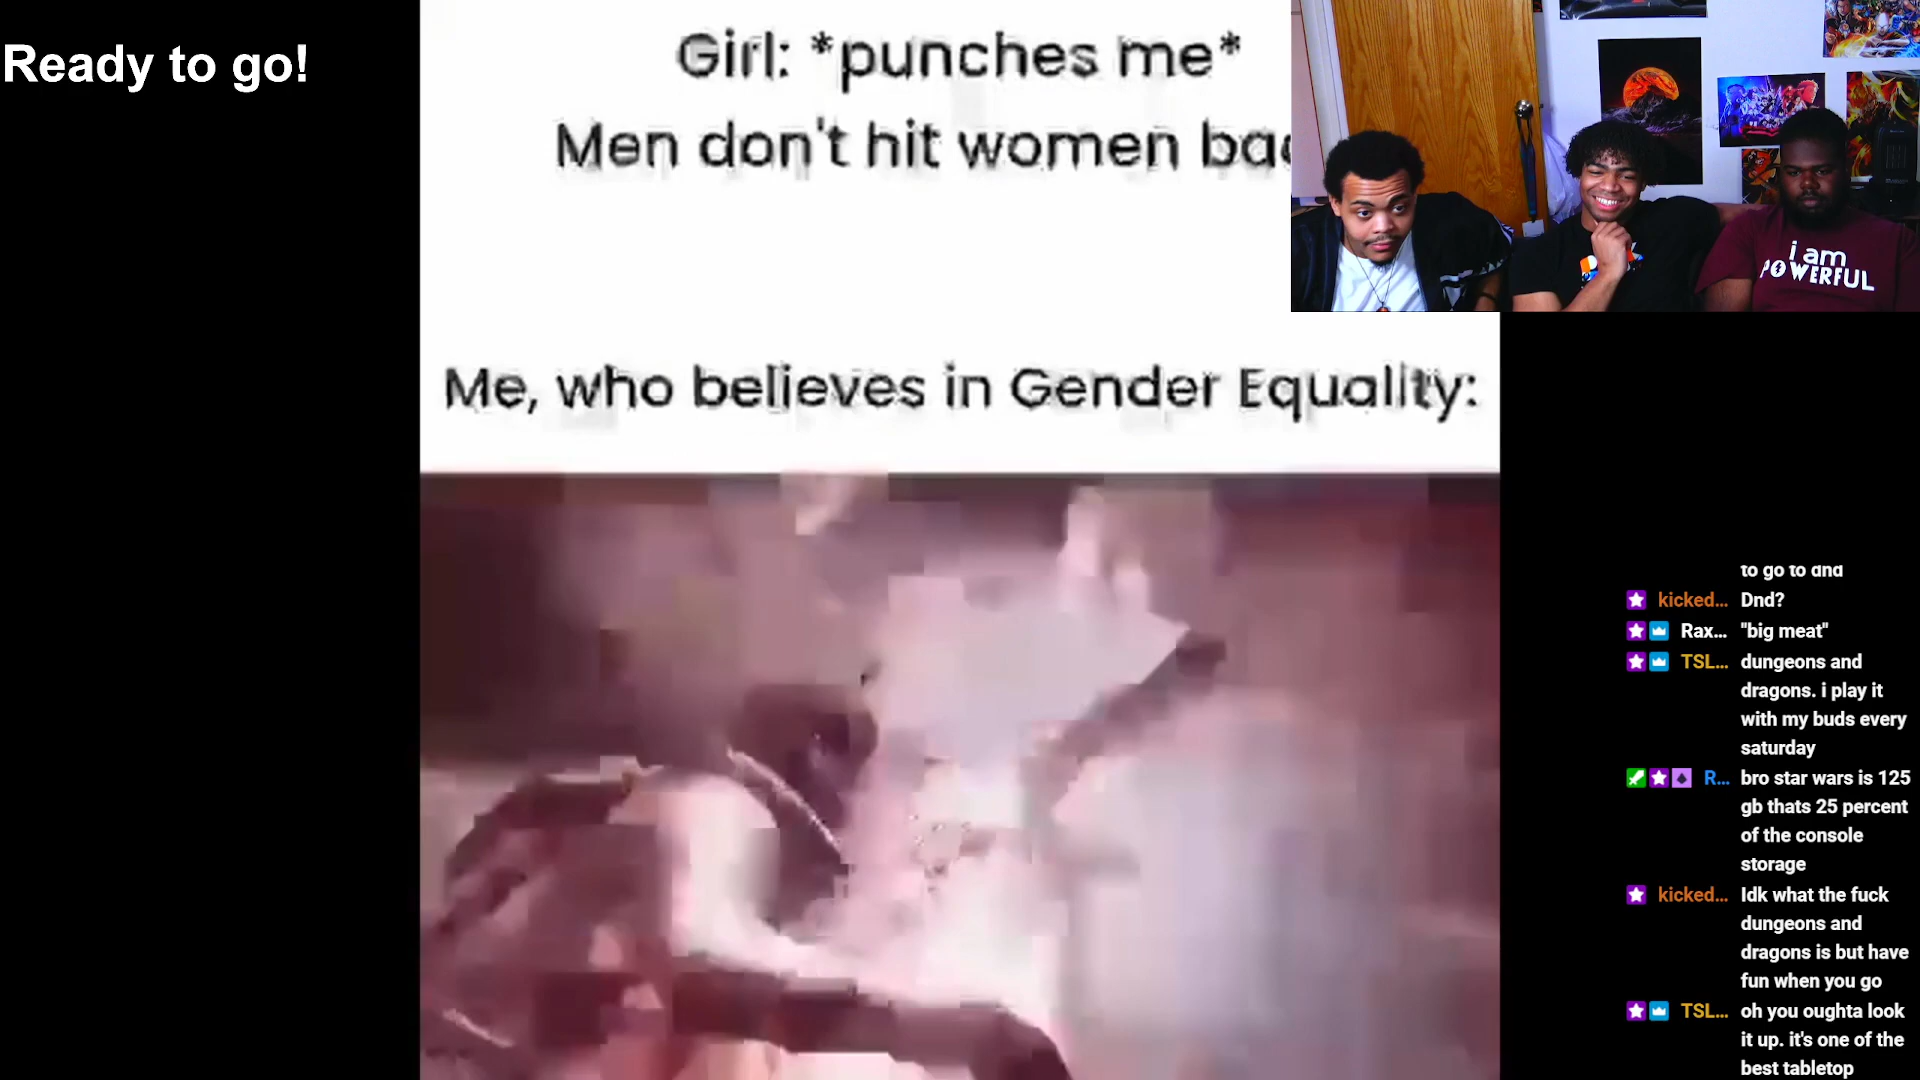 Ready to go!
Girl: *punches me*
Men don't hit women
Me, who believes in Gender Equality:
i am
POWERFUL
to go to dnd
kicked... Dnd?
Rax... "big meat"
TSL... dungeons and
dragons. i play it
with my buds every
saturday
R... bro star wars is 125
gb thats 25 percent
of the console
storage
kicked... Idk what the fuck
dungeons and
dragons is but have
fun when you go
TSL... oh you oughta look
it up. it's one of the
best tabletop